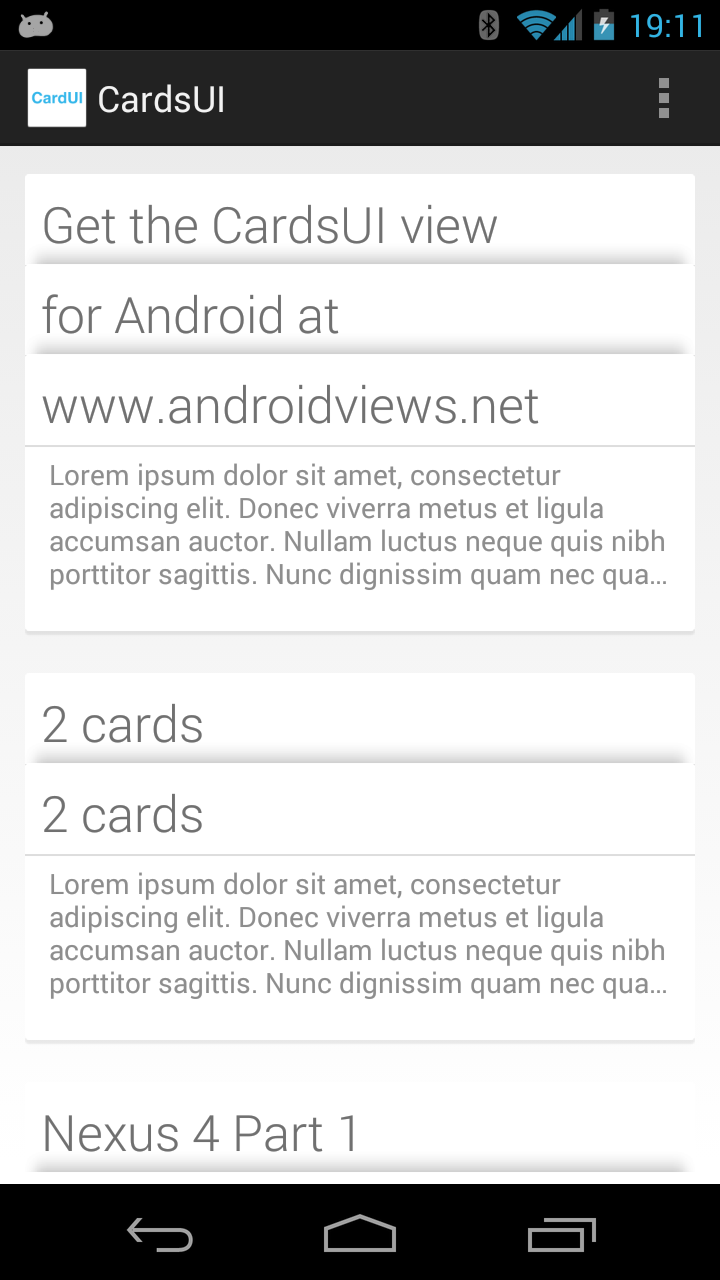 19:11
CardUI CardsUI
Get the CardsUI view
for Android at
www.androidviews.net
Lorem ipsum dolor sit amet, consectetur
adipiscing elit. Donec viverra metus et ligula
accumsan auctor. Nullam luctus neque quis nibh
porttitor sagittis. Nunc dignissim quam nec qua…
2 cards
2 cards
Lorem ipsum dolor sit amet, consectetur
adipiscing elit. Donec viverra metus et ligula
accumsan auctor. Nullam luctus neque quis nibh
porttitor sagittis. Nunc dignissim quam nec qua…
Nexus 4 Part 1